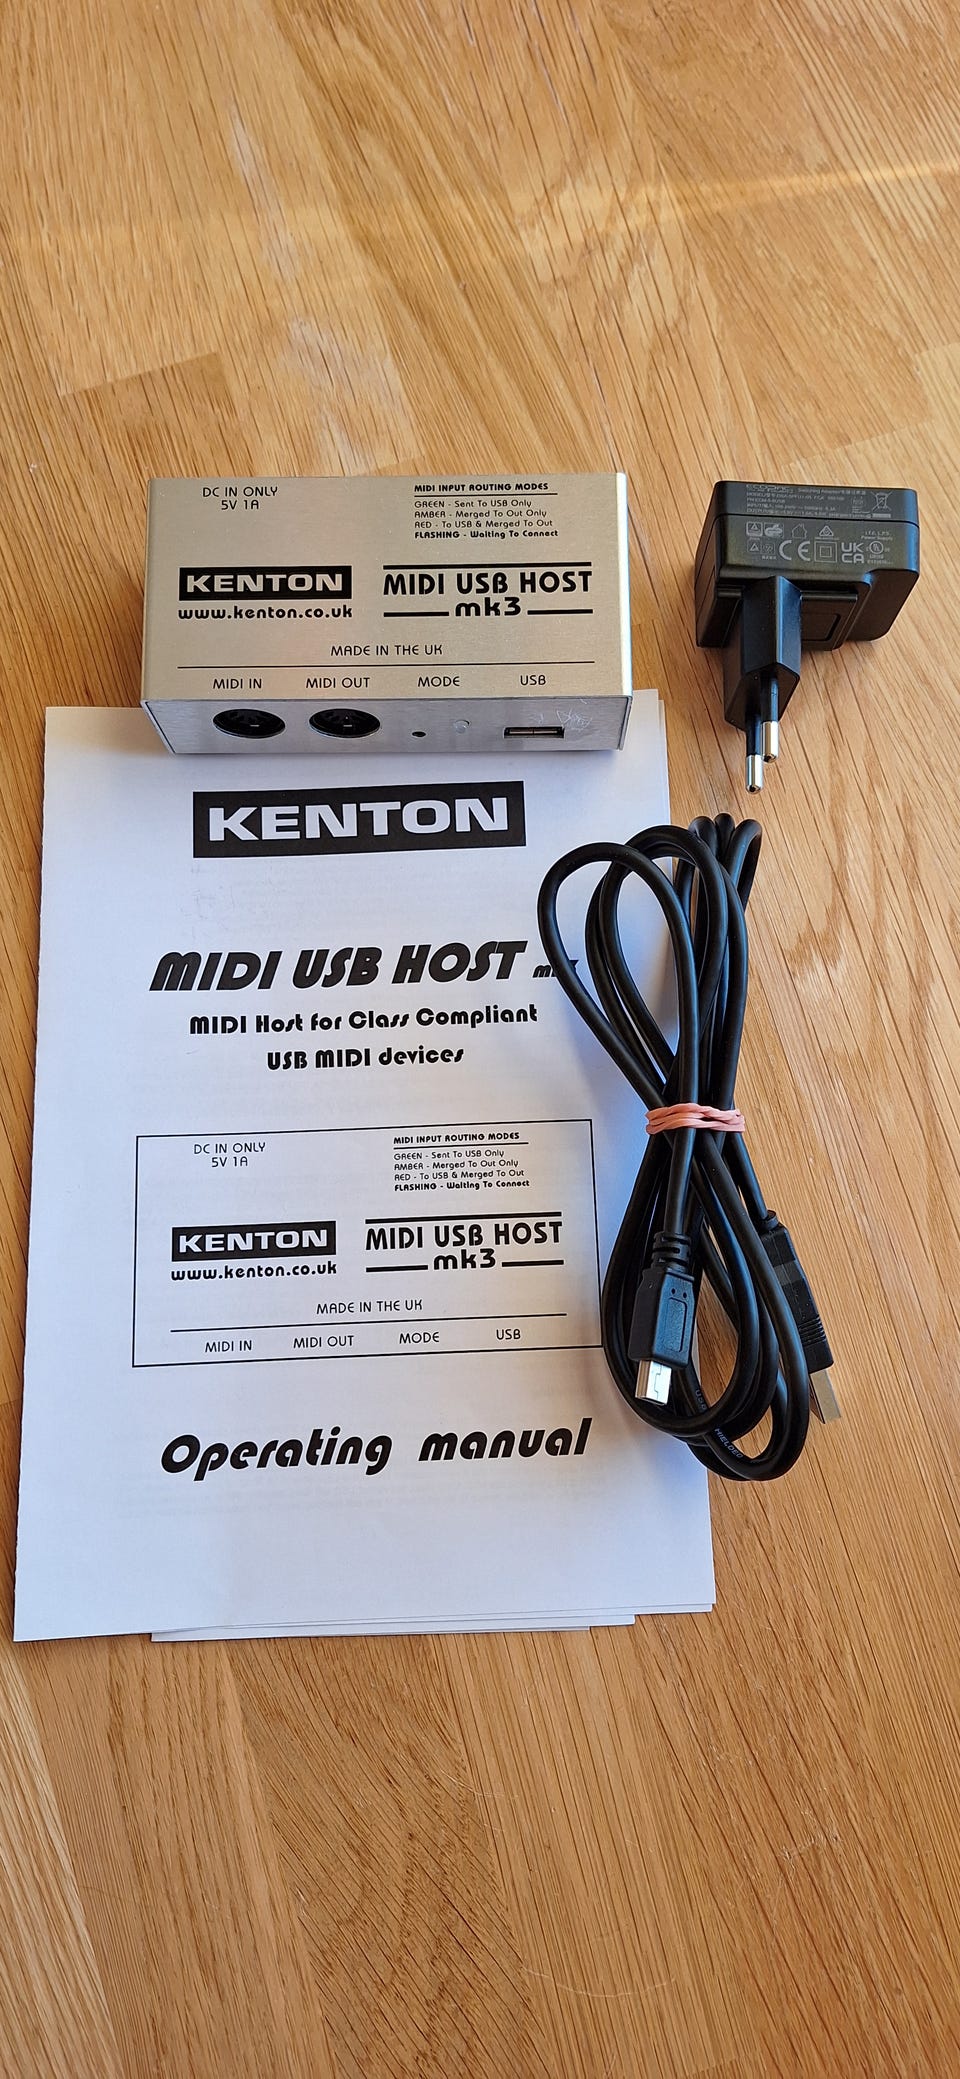 DC IN ONLY
5V 1A
MIDI INPUT ROUTING MODES
GREEN - Sent To USB Only
AMBER - Merged To Out Only
RED - To USB & Merged To Out
FLASHING - Waiting To Connect
KENTON
www.kenton.co.uk
MIDI USB HOST
mk3
MADE IN THE UK
MIDI IN MIDI OUT MODE USB
Switching Adapter
CE UK CA
KENTON
MIDI USB HOST
MIDI Host for Class Compliant
USB MIDI devices
DC IN ONLY
5V 1A
MIDI INPUT ROUTING MODES
GREEN - Sent To USB Only
AMBER - Merged To Out Only
RED - To USB & Merged To Out
FLASHING - Waiting To Connect
KENTON
www.kenton.co.uk
MIDI USB HOST
mk3
MADE IN THE UK
MIDI IN MIDI OUT MODE USB
Operating manual